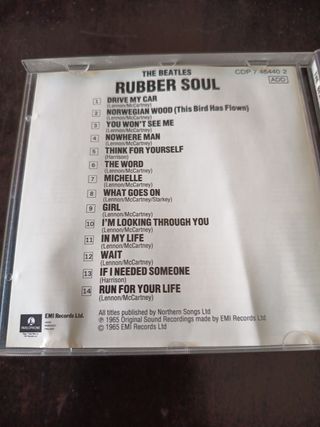 THE BEATLES
RUBBER SOUL
CDP 7 46440 2
ADD
1 DRIVE MY CAR
(Lennon/McCartney)
2 NORWEGIAN WOOD (This Bird Has Flown)
(Lennon/McCartney)
3 YOU WON'T SEE ME
(Lennon/McCartney)
4 NOWHERE MAN
(Lennon/McCartney)
5 THINK FOR YOURSELF
(Harrison)
6 THE WORD
(Lennon/McCartney)
7 MICHELLE
(Lennon/McCartney)
8 WHAT GOES ON
(Lennon/McCartney/Starkey)
9 GIRL
(Lennon/McCartney)
10 I'M LOOKING THROUGH YOU
(Lennon/McCartney)
11 IN MY LIFE
(Lennon/McCartney)
12 WAIT
(Lennon/McCartney)
13 IF I NEEDED SOMEONE
(Harrison)
14 RUN FOR YOUR LIFE
(Lennon/McCartney)
PARLOPHONE
EMI Records Ltd.
All titles published by Northern Songs Ltd
℗ 1965 Original Sound Recordings made by EMI Records Ltd.
© 1965 EMI Records Ltd